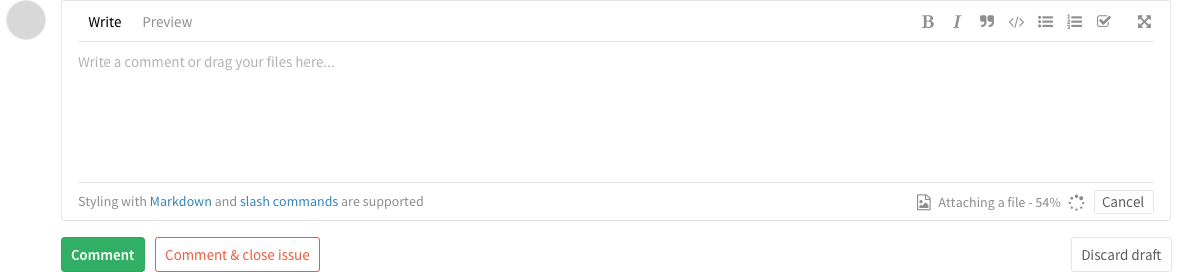 Write Preview
Write a comment or drag your files here...
Styling with Markdown and slash commands are supported Attaching a file - 54% Cancel
Comment Comment & close issue Discard draft